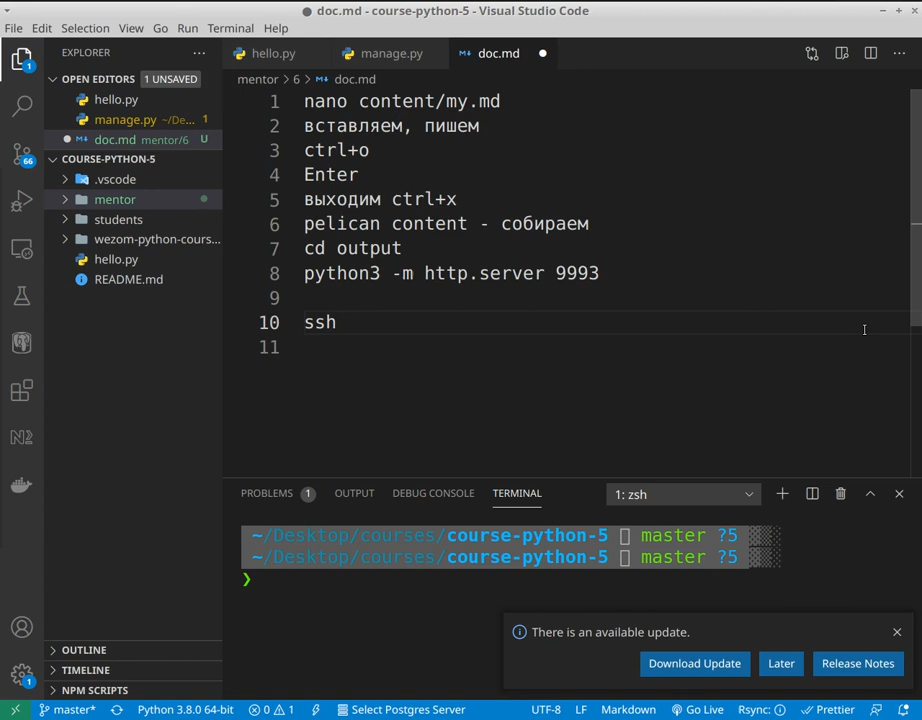 doc.md - course-python-5 - Visual Studio Code
File Edit Selection View Go Run Terminal Help
EXPLORER
OPEN EDITORS 1 UNSAVED
hello.py
manage.py ~/De... 1
doc.md mentor/6 U
COURSE-PYTHON-5
.vscode
mentor
students
wezom-python-cours...
hello.py
README.md
OUTLINE
TIMELINE
NPM SCRIPTS
1
66
1
hello.py manage.py doc.md
mentor > 6 > doc.md
1 nano content/my.md
2 вставляем, пишем
3 ctrl+o
4 Enter
5 выходим ctrl+x
6 pelican content - собираем
7 cd output
8 python3 -m http.server 9993
9
10 ssh
11
PROBLEMS 1 OUTPUT DEBUG CONSOLE TERMINAL 1: zsh
~/Desktop/courses/course-python-5 master ?5
~/Desktop/courses/course-python-5 master ?5
❯
There is an available update.
Download Update Later Release Notes
master* Python 3.8.0 64-bit 0 1 Select Postgres Server UTF-8 LF Markdown Go Live Rsync: Prettier